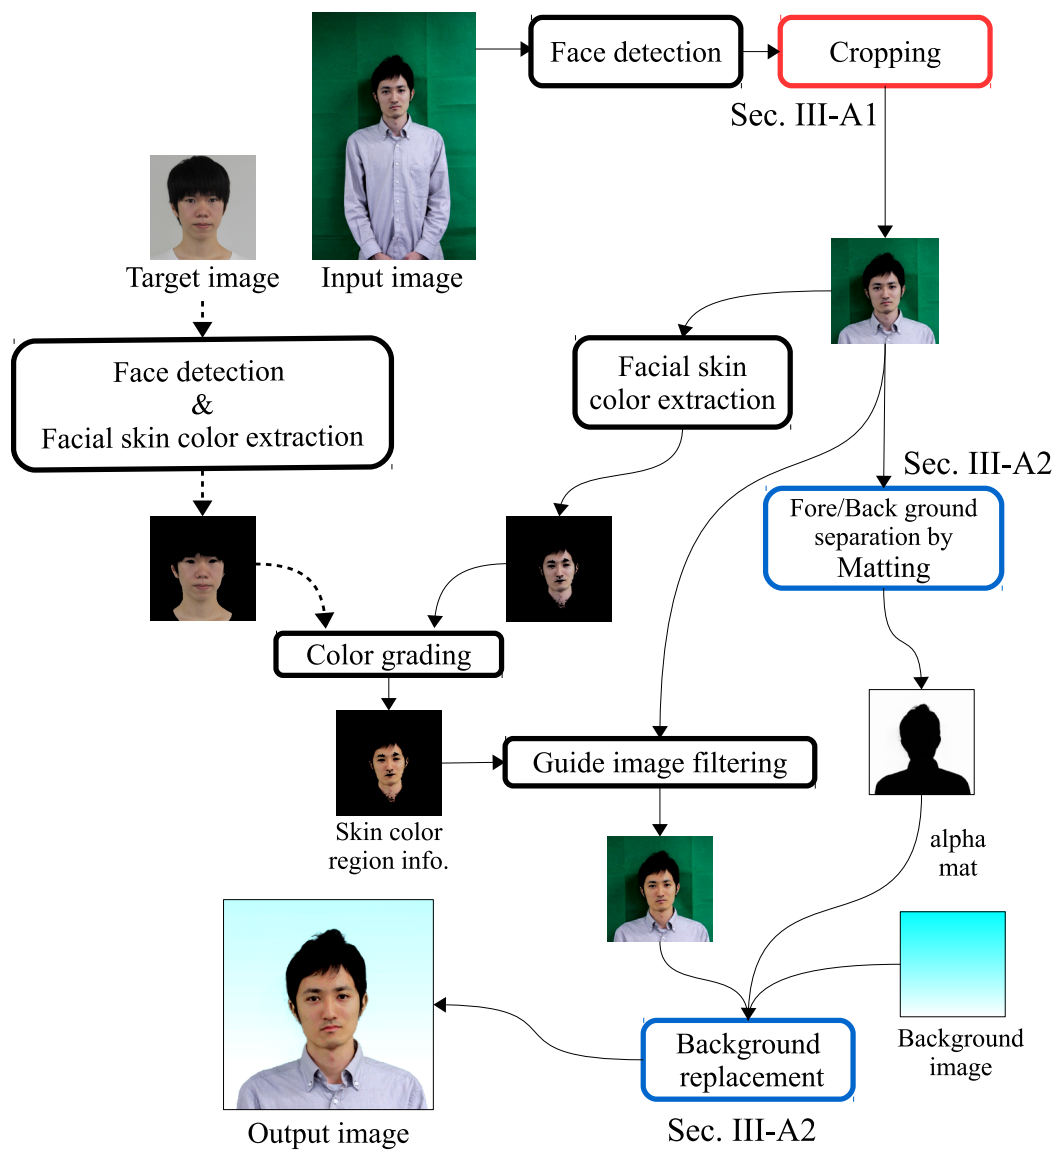 Face detection
Cropping
Sec. III-A1
Target image
Input image
Face detection
&
Facial skin color extraction
Facial skin
color extraction
Sec. III-A2
Fore/Back ground
separation by
Matting
Color grading
Guide image filtering
Skin color
region info.
alpha
mat
Background
image
Background
replacement
Output image
Sec. III-A2